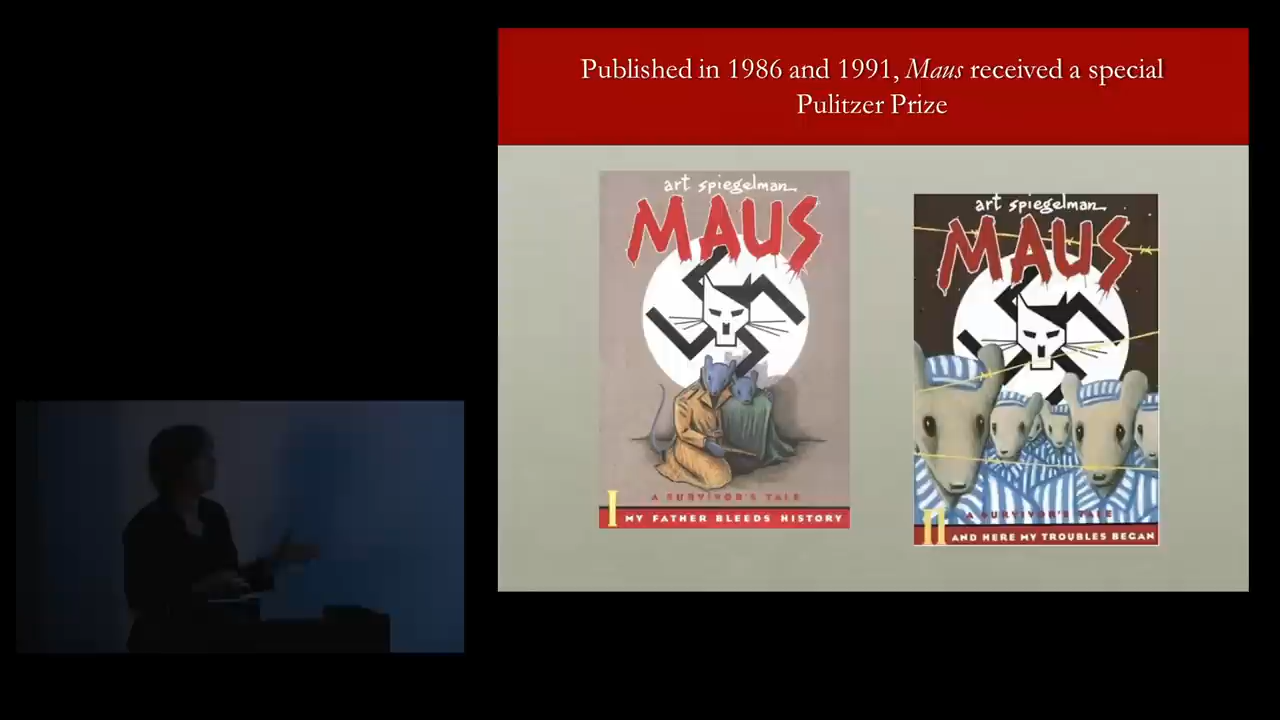 Published in 1986 and 1991, Maus received a special
Pulitzer Prize
art spiegelman
MAUS
A SURVIVOR'S TALE
I
MY FATHER BLEEDS HISTORY
art spiegelman
MAUS
A SURVIVOR'S TALE
II
AND HERE MY TROUBLES BEGAN